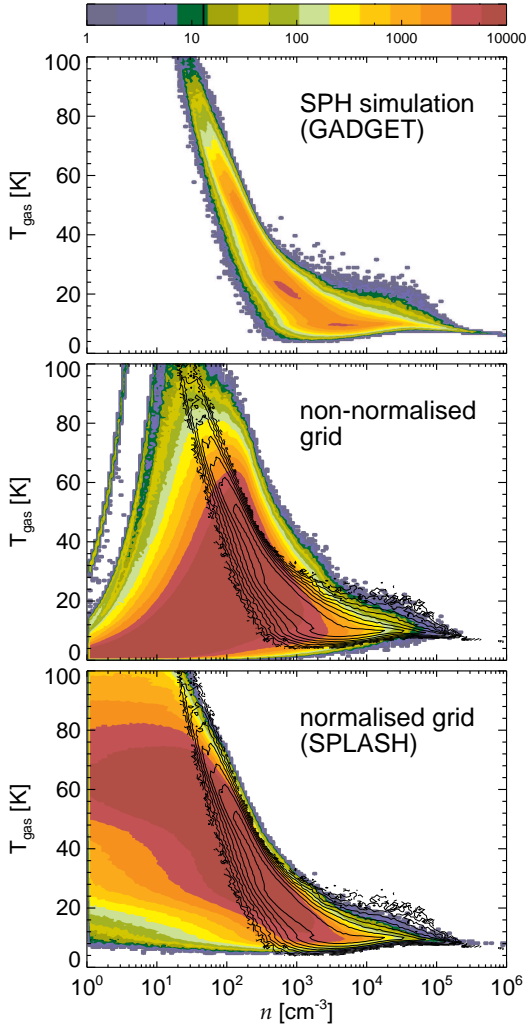 1 10 100 1000 10000
100
80
60
40
20
0
T_gas [K]
SPH simulation
(GADGET)
100
80
60
40
20
0
T_gas [K]
non-normalised
grid
100
80
60
40
20
0
T_gas [K]
normalised grid
(SPLASH)
10^0 10^1 10^2 10^3 10^4 10^5 10^6
n [cm^-3]